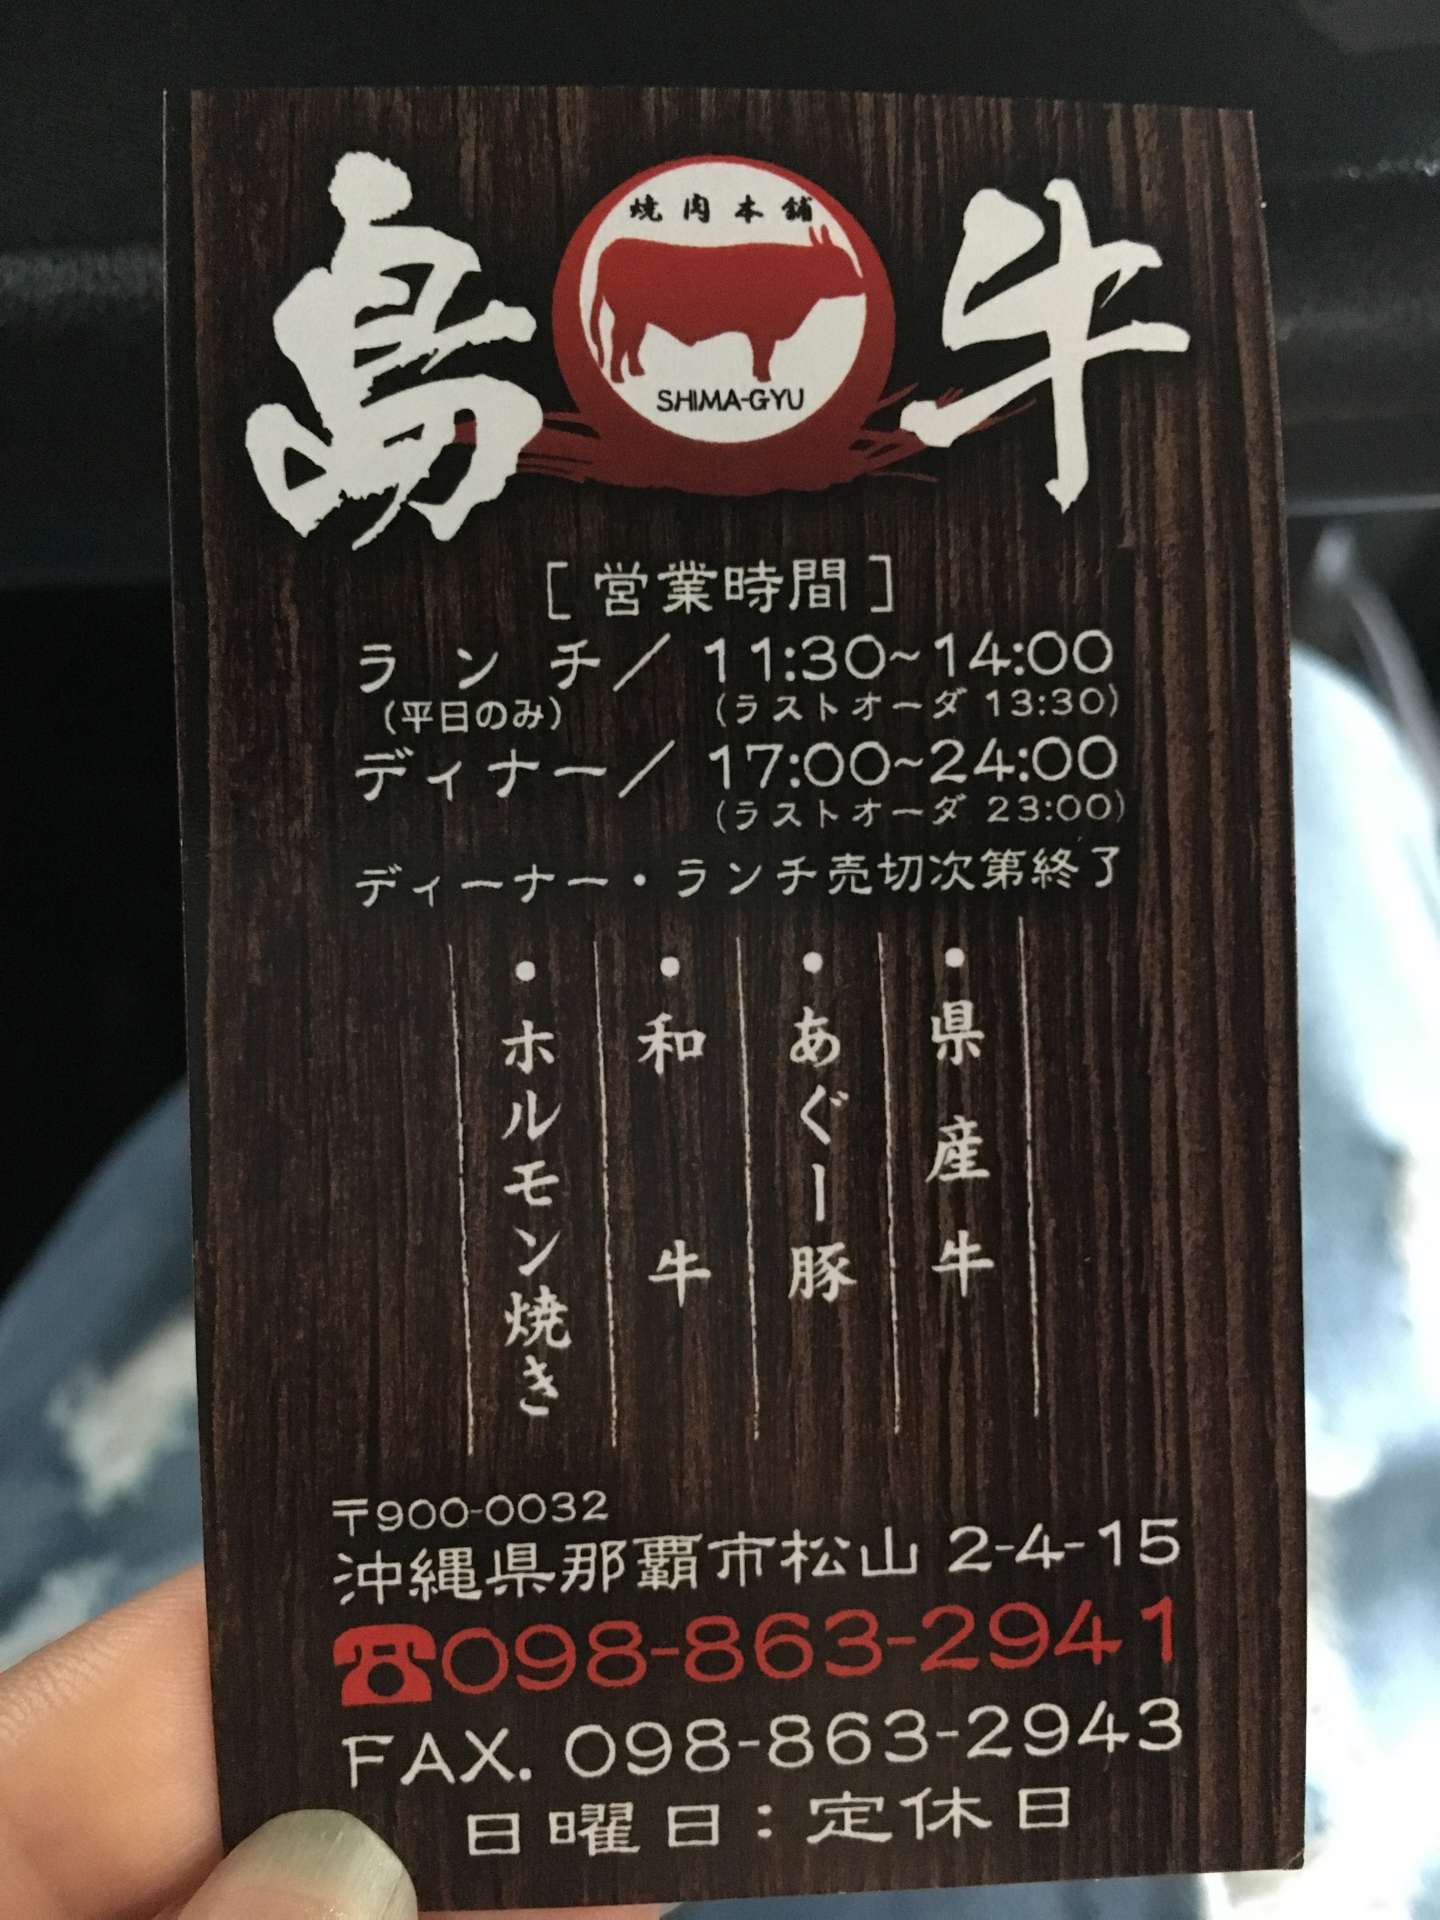 島牛
焼肉本舗
SHIMA-GYU
[営業時間]
ランチ/ 11:30~14:00
(平日のみ) (ラストオーダ 13:30)
ディナー/ 17:00~24:00
(ラストオーダ 23:00)
ディーナー・ランチ売切次第終了
・県産牛
・あぐー豚
・和牛
・ホルモン焼き
〒900-0032
沖縄県那覇市松山 2-4-15
☎098-863-2941
FAX. 098-863-2943
日曜日:定休日